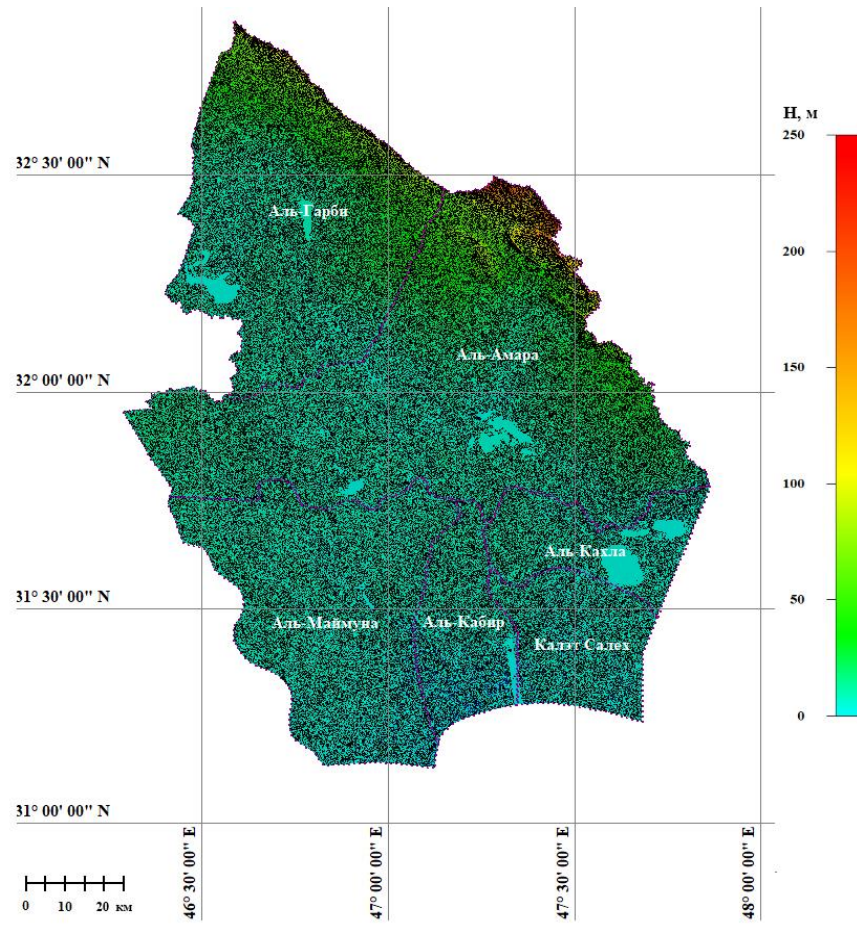 H, м
250
32° 30' 00" N
Аль-Гарби
200
Аль-Амара
150
32° 00' 00" N
100
Аль-Кахла
31° 30' 00" N
50
Аль-Маймуна
Аль-Кабир
Калэт Салех
0
31° 00' 00" N
46° 30' 00" E
47° 00' 00" E
47° 30' 00" E
48° 00' 00" E
0 10 20 км